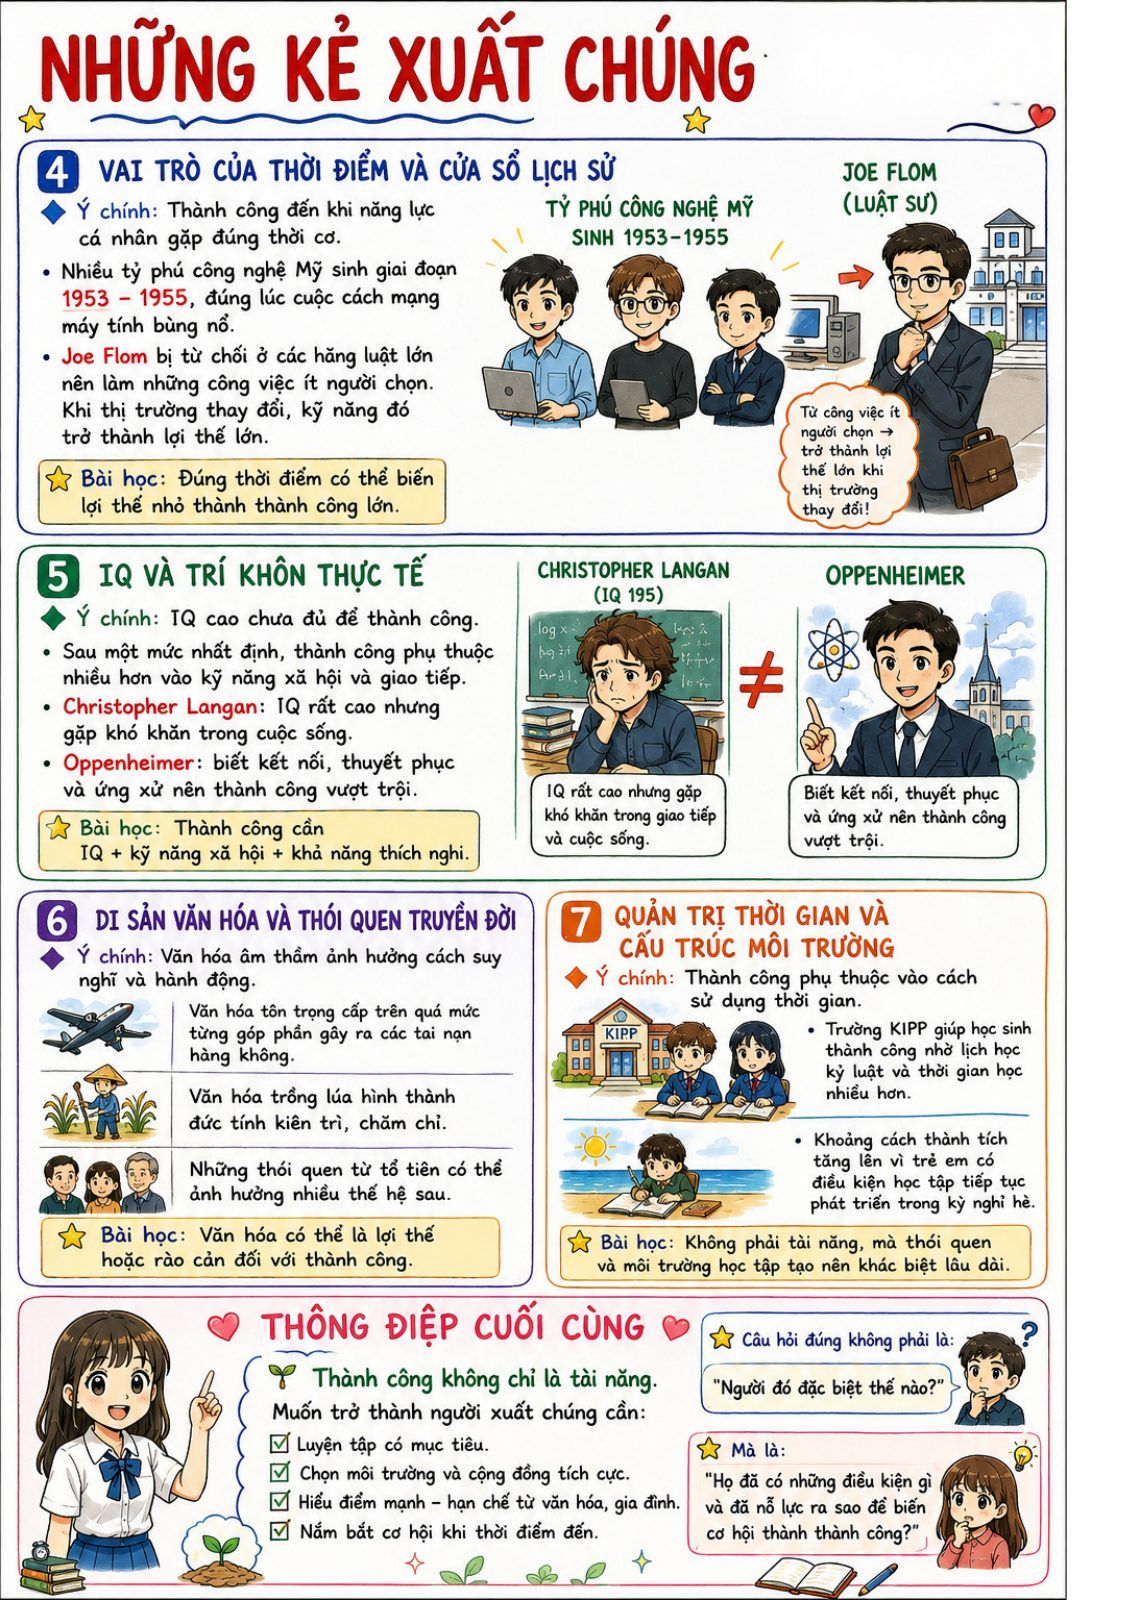 NHỮNG KẺ XUẤT CHÚNG
4 VAI TRÒ CỦA THỜI ĐIỂM VÀ CỬA SỔ LỊCH SỬ
Ý chính: Thành công đến khi năng lực
cá nhân gặp đúng thời cơ.
• Nhiều tỷ phú công nghệ Mỹ sinh giai đoạn
1953 – 1955, đúng lúc cuộc cách mạng
máy tính bùng nổ.
• Joe Flom bị từ chối ở các hãng luật lớn
nên làm những công việc ít người chọn.
Khi thị trường thay đổi, kỹ năng đó
trở thành lợi thế lớn.
Bài học: Đúng thời điểm có thể biến
lợi thế nhỏ thành thành công lớn.
TỶ PHÚ CÔNG NGHỆ MỸ
SINH 1953–1955
JOE FLOM
(LUẬT SƯ)
Từ công việc ít
người chọn →
trở thành lợi
thế lớn khi
thị trường
thay đổi!
5 IQ VÀ TRÍ KHÔN THỰC TẾ
Ý chính: IQ cao chưa đủ để thành công.
• Sau một mức nhất định, thành công phụ thuộc
nhiều hơn vào kỹ năng xã hội và giao tiếp.
• Christopher Langan: IQ rất cao nhưng
gặp khó khăn trong cuộc sống.
• Oppenheimer: biết kết nối, thuyết phục
và ứng xử nên thành công vượt trội.
Bài học: Thành công cần
IQ + kỹ năng xã hội + khả năng thích nghi.
CHRISTOPHER LANGAN
(IQ 195)
IQ rất cao nhưng gặp
khó khăn trong giao tiếp
và cuộc sống.
≠
OPPENHEIMER
Biết kết nối, thuyết phục
và ứng xử nên thành công
vượt trội.
6 DI SẢN VĂN HÓA VÀ THÓI QUEN TRUYỀN ĐỜI
Ý chính: Văn hóa âm thầm ảnh hưởng cách suy
nghĩ và hành động.
Văn hóa tôn trọng cấp trên quá mức
từng góp phần gây ra các tai nạn
hàng không.
Văn hóa trồng lúa hình thành
đức tính kiên trì, chăm chỉ.
Những thói quen từ tổ tiên có thể
ảnh hưởng nhiều thế hệ sau.
Bài học: Văn hóa có thể là lợi thế
hoặc rào cản đối với thành công.
7 QUẢN TRỊ THỜI GIAN VÀ
CẤU TRÚC MÔI TRƯỜNG
Ý chính: Thành công phụ thuộc vào cách
sử dụng thời gian.
KIPP
• Trường KIPP giúp học sinh
thành công nhờ lịch học
kỷ luật và thời gian học
nhiều hơn.
• Khoảng cách thành tích
tăng lên vì trẻ em có
điều kiện học tập tiếp tục
phát triển trong kỳ nghỉ hè.
Bài học: Không phải tài năng, mà thói quen
và môi trường học tập tạo nên khác biệt lâu dài.
THÔNG ĐIỆP CUỐI CÙNG
Thành công không chỉ là tài năng.
Muốn trở thành người xuất chúng cần:
☑ Luyện tập có mục tiêu.
☑ Chọn môi trường và cộng đồng tích cực.
☑ Hiểu điểm mạnh – hạn chế từ văn hóa, gia đình.
☑ Nắm bắt cơ hội khi thời điểm đến.
Câu hỏi đúng không phải là:
?
"Người đó đặc biệt thế nào?"
Mà là:
"Họ đã có những điều kiện gì
và đã nỗ lực ra sao để biến
cơ hội thành thành công?"